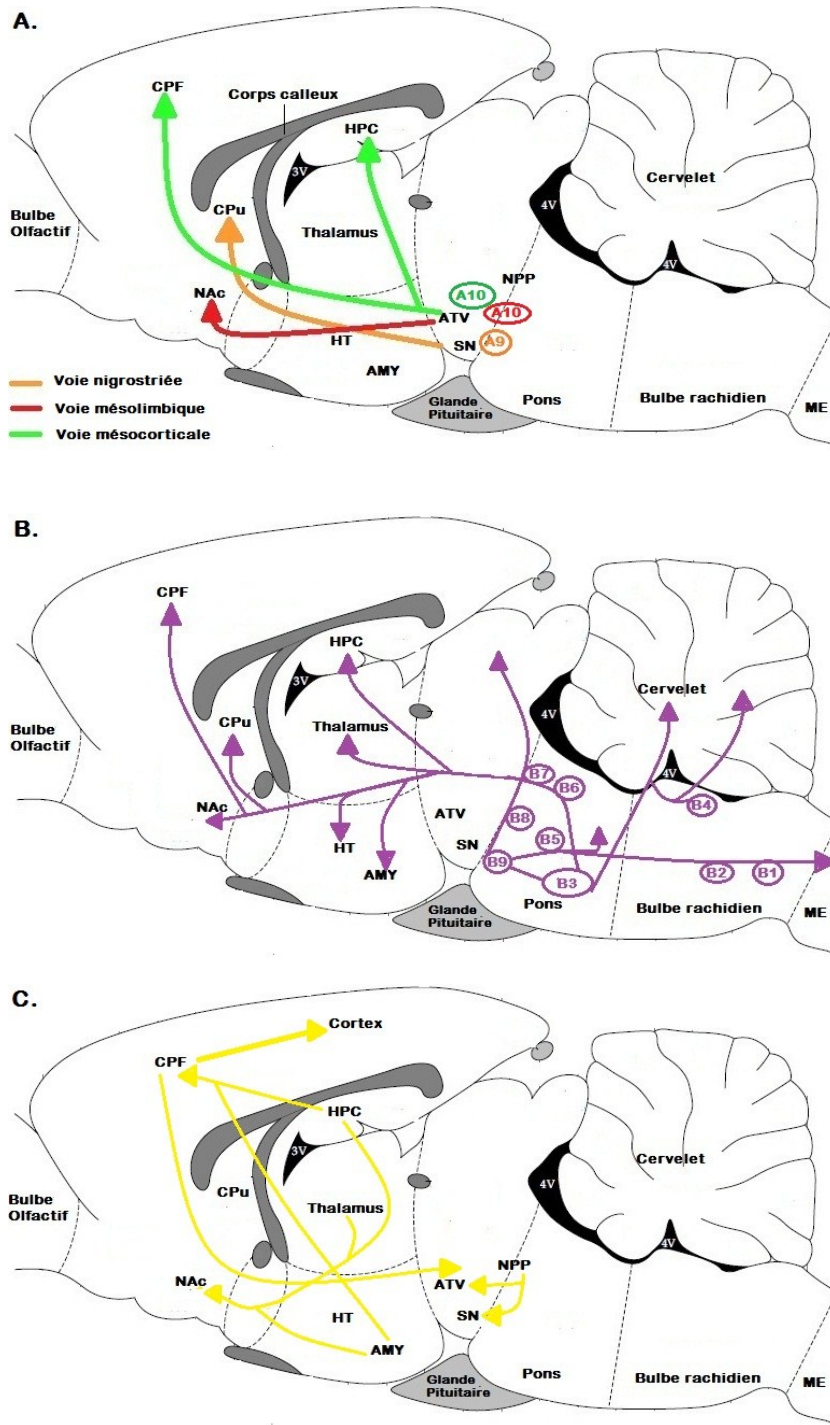 A.
CPF
Corps calleux
HPC
3V
Cervelet
4V
Bulbe
Olfactif
CPu
Thalamus
4V
NPP
A10
NAc
ATV
A10
HT
SN
A9
AMY
Voie nigrostriée
Voie mésolimbique
Voie mésocorticale
Glande
Pituitaire
Pons
Bulbe rachidien
ME
B.
CPF
HPC
3V
Cervelet
4V
Bulbe
Olfactif
CPu
Thalamus
4V
B7
B6
B4
NAc
ATV
B8
HT
SN
B5
AMY
B9
B3
B2
B1
Glande
Pituitaire
Pons
Bulbe rachidien
ME
C.
Cortex
CPF
HPC
3V
Cervelet
4V
Bulbe
Olfactif
CPu
Thalamus
4V
NPP
NAc
ATV
HT
SN
AMY
Glande
Pituitaire
Pons
Bulbe rachidien
ME